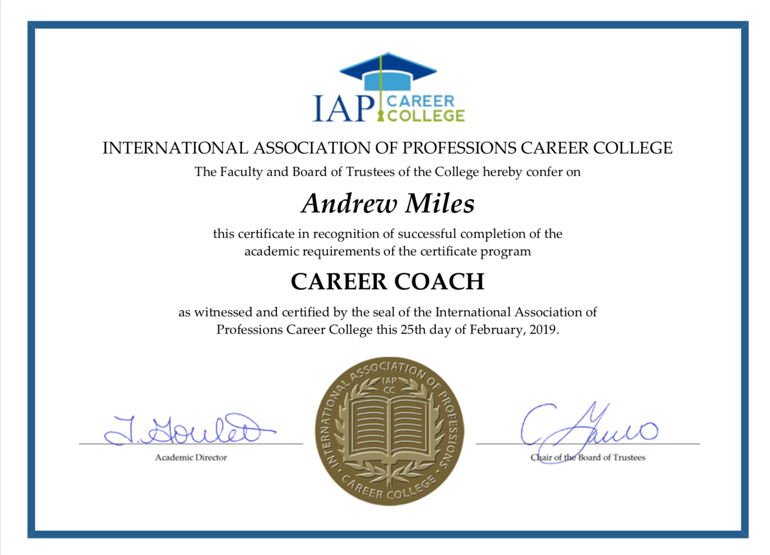 IAP CAREER
COLLEGE
INTERNATIONAL ASSOCIATION OF PROFESSIONS CAREER COLLEGE
The Faculty and Board of Trustees of the College hereby confer on
Andrew Miles
this certificate in recognition of successful completion of the
academic requirements of the certificate program
CAREER COACH
as witnessed and certified by the seal of the International Association of
Professions Career College this 25th day of February, 2019.
INTERNATIONAL ASSOCIATION OF PROFESSIONS
IAP
CC
• CAREER COLLEGE •
Academic Director
Chair of the Board of Trustees